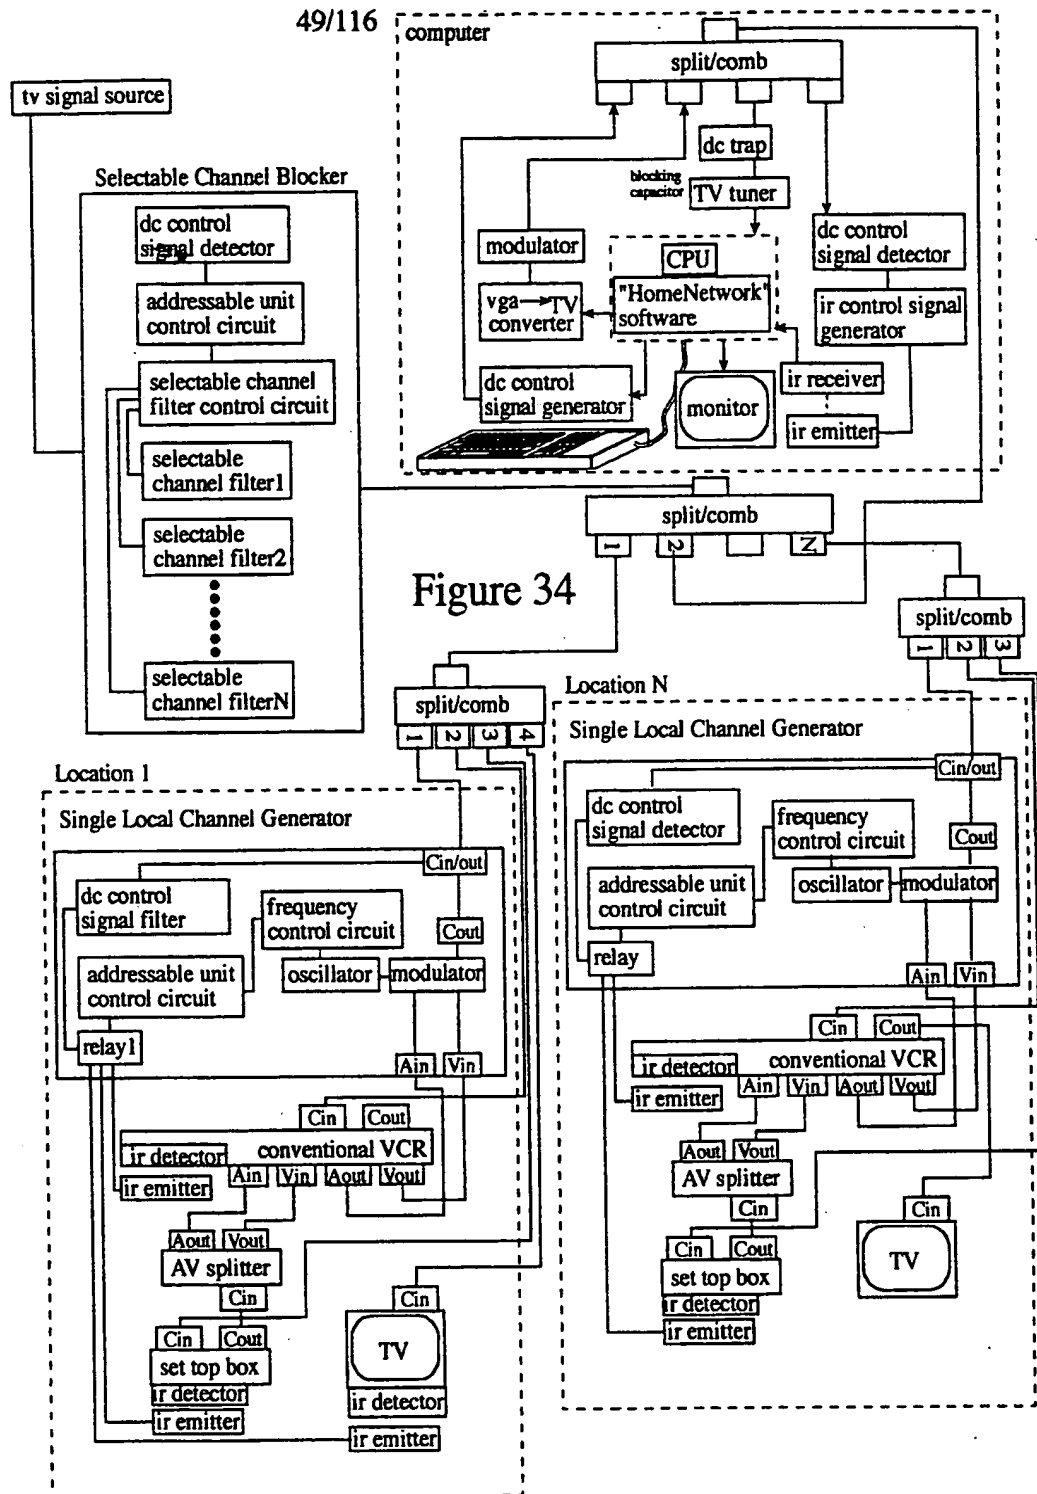 49/116
computer
split/comb
tv signal source
dc trap
blocking
capacitor
TV tuner
Selectable Channel Blocker
dc control
signal detector
addressable unit
control circuit
selectable channel
filter control circuit
selectable
channel filter1
selectable
channel filter2
selectable
channel filterN
modulator
CPU
"HomeNetwork"
software
vga→TV
converter
dc control
signal detector
ir control signal
generator
dc control
signal generator
monitor
ir receiver
ir emitter
split/comb
1
2
N
Figure 34
split/comb
1
2
3
split/comb
1
2
3
4
Location 1
Single Local Channel Generator
Cin/out
dc control
signal filter
frequency
control circuit
Cout
addressable unit
control circuit
oscillator
modulator
relay1
Ain
Vin
Cin
Cout
conventional VCR
ir detector
Ain
Vin
Aout
Vout
ir emitter
Aout
Vout
AV splitter
Cin
Cin
Cout
set top box
ir detector
ir emitter
Cin
TV
ir detector
ir emitter
Location N
Single Local Channel Generator
Cin/out
dc control
signal detector
frequency
control circuit
Cout
addressable unit
control circuit
oscillator
modulator
relay
Ain
Vin
Cin
Cout
conventional VCR
ir detector
Ain
Vin
Aout
Vout
ir emitter
Aout
Vout
AV splitter
Cin
Cin
Cout
set top box
ir detector
ir emitter
Cin
TV